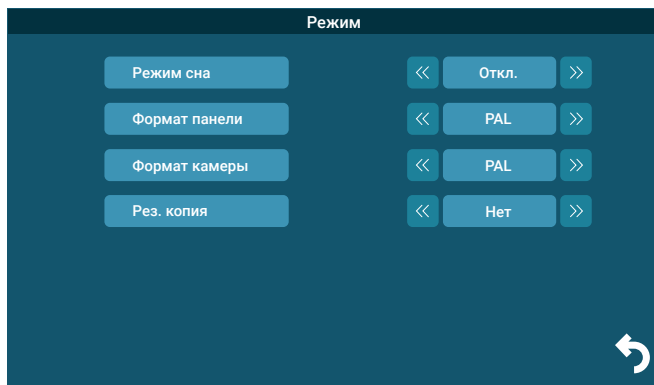 Режим
Режим сна « Откл. »
Формат панели « PAL »
Формат камеры « PAL »
Рез. копия « Нет »